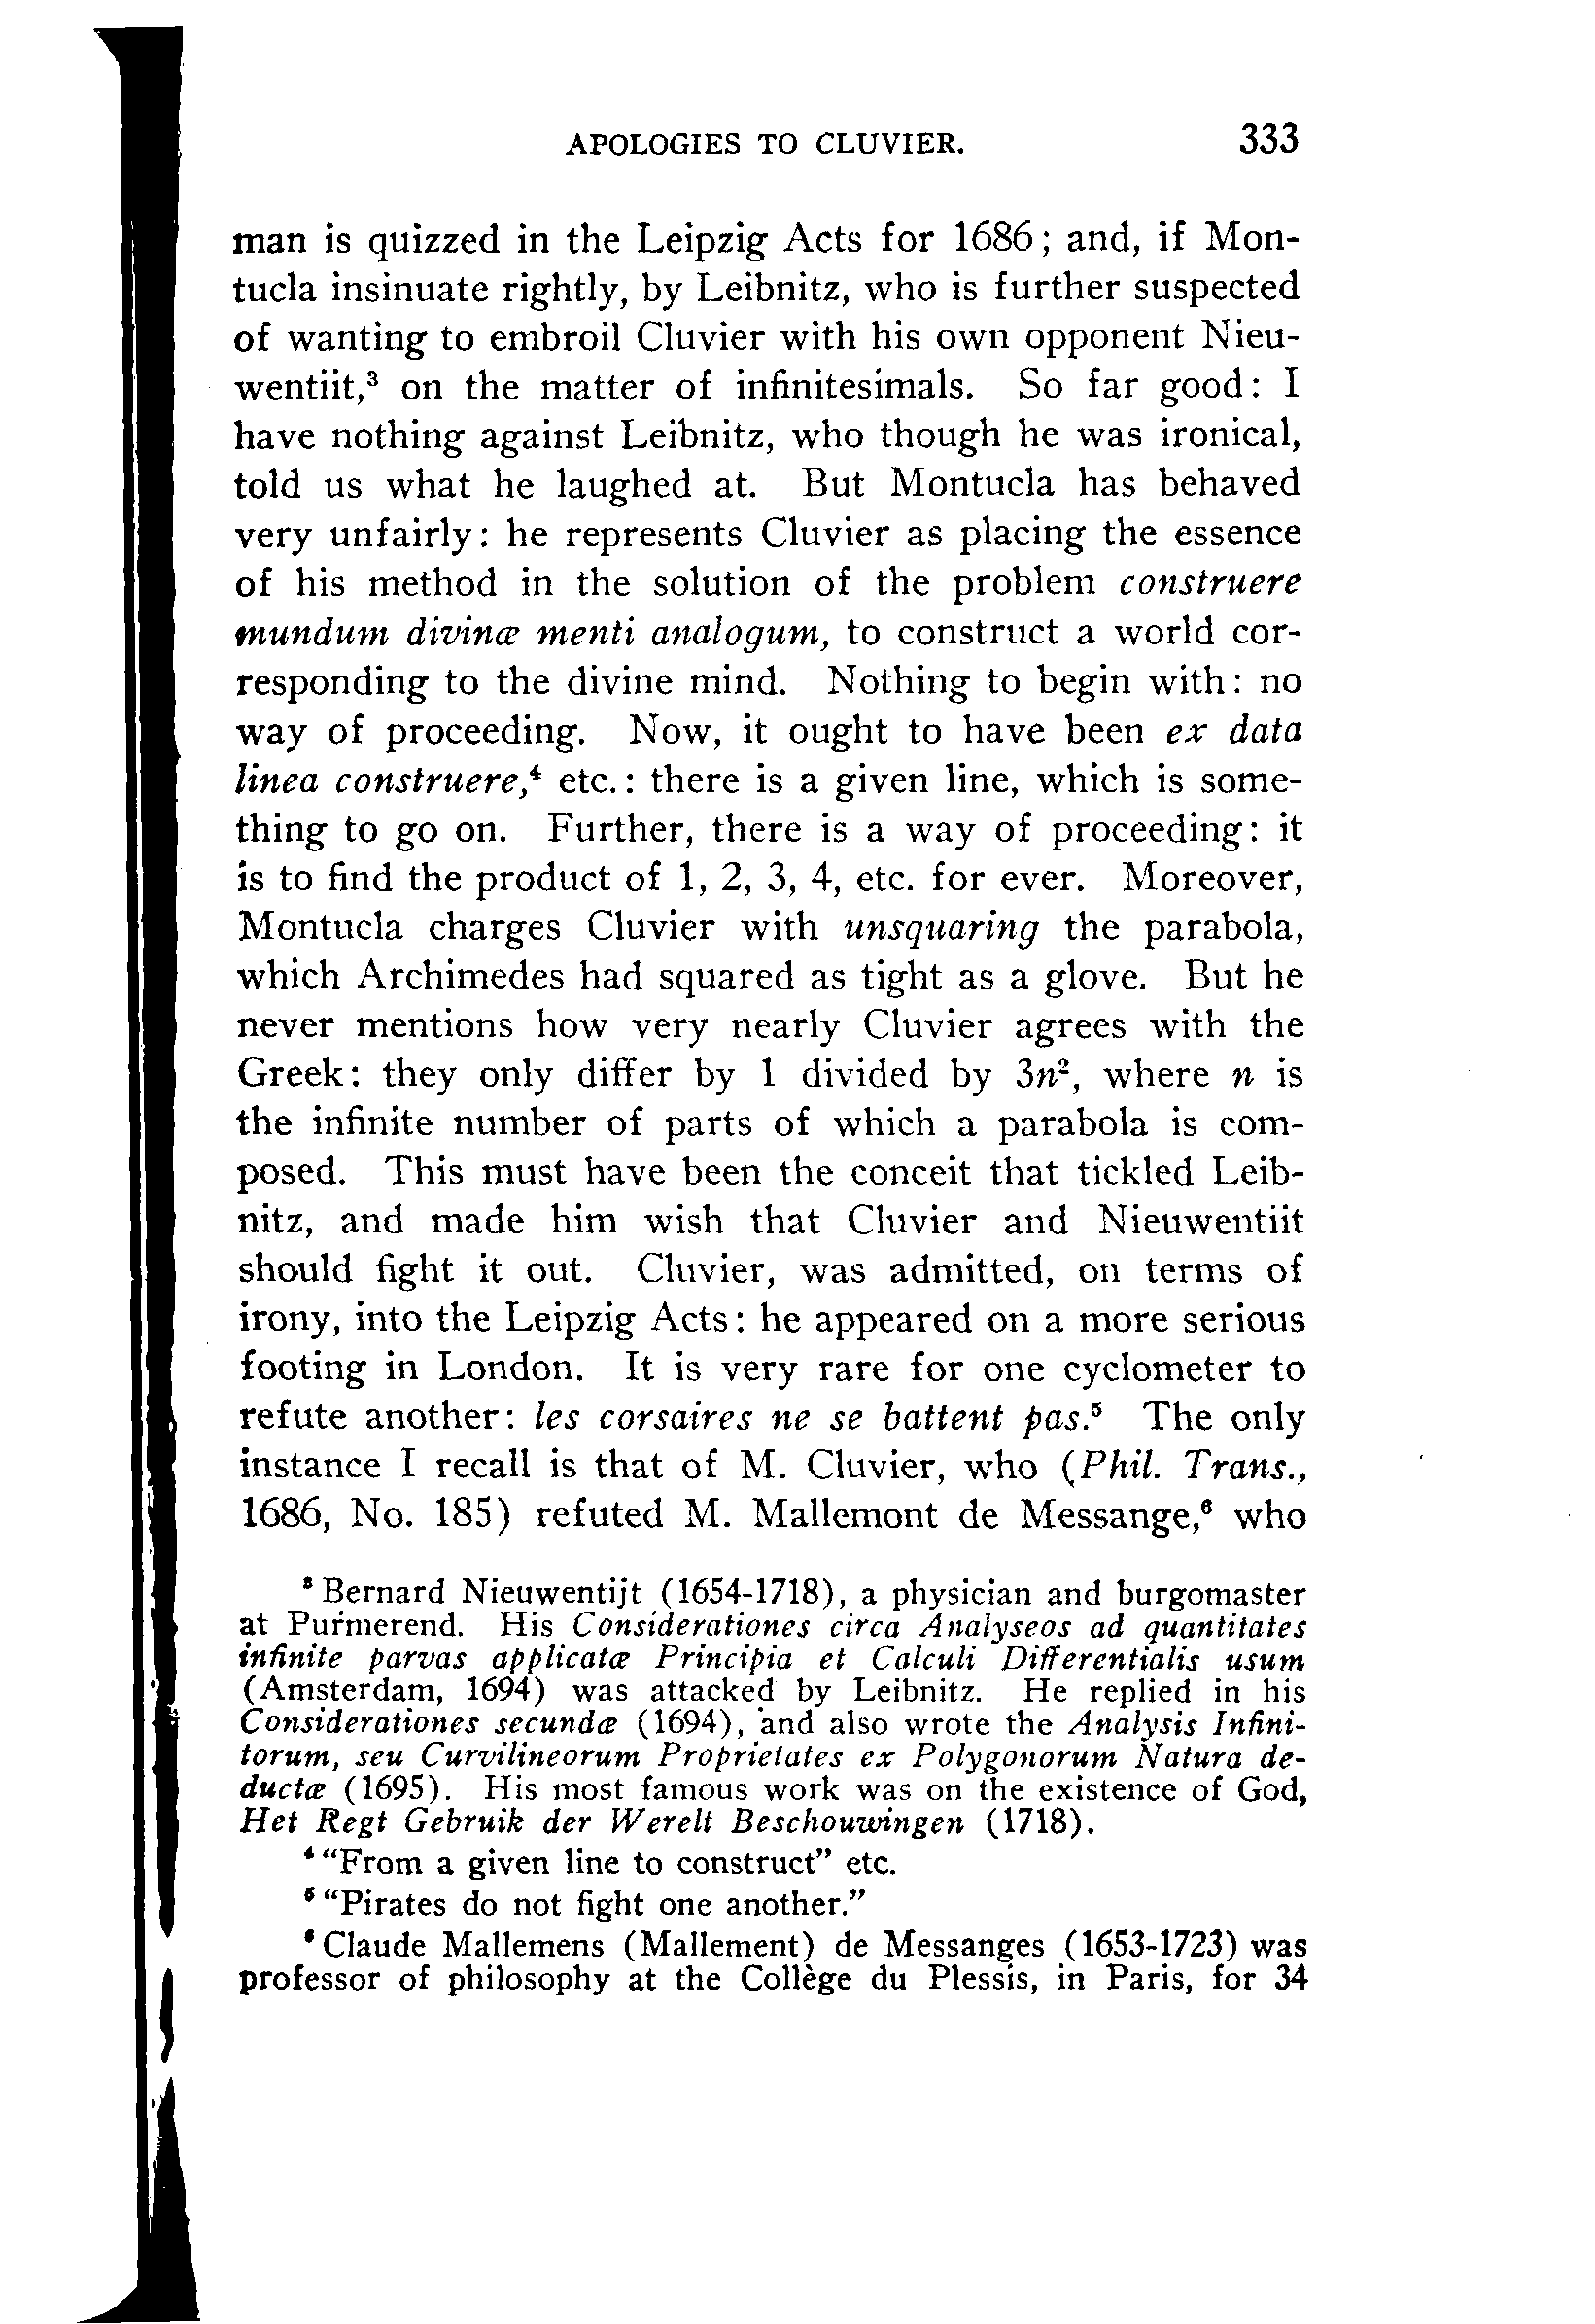 APOLOGIES TO CLUVIER. 333
man is quizzed in the Leipzig Acts for 1686; and, if Mon-
tucla insinuate rightly, by Leibnitz, who is further suspected
of wanting to embroil Cluvier with his own opponent Nieu-
wentiit,³ on the matter of infinitesimals. So far good: I
have nothing against Leibnitz, who though he was ironical,
told us what he laughed at. But Montucla has behaved
very unfairly: he represents Cluvier as placing the essence
of his method in the solution of the problem construere
mundum divinæ menti analogum, to construct a world cor-
responding to the divine mind. Nothing to begin with: no
way of proceeding. Now, it ought to have been ex data
linea construere,⁴ etc.: there is a given line, which is some-
thing to go on. Further, there is a way of proceeding: it
is to find the product of 1, 2, 3, 4, etc. for ever. Moreover,
Montucla charges Cluvier with unsquaring the parabola,
which Archimedes had squared as tight as a glove. But he
never mentions how very nearly Cluvier agrees with the
Greek: they only differ by 1 divided by 3n², where n is
the infinite number of parts of which a parabola is com-
posed. This must have been the conceit that tickled Leib-
nitz, and made him wish that Cluvier and Nieuwentiit
should fight it out. Cluvier, was admitted, on terms of
irony, into the Leipzig Acts: he appeared on a more serious
footing in London. It is very rare for one cyclometer to
refute another: les corsaires ne se battent pas.⁵ The only
instance I recall is that of M. Cluvier, who (Phil. Trans.,
1686, No. 185) refuted M. Mallemont de Messange,⁶ who
³ Bernard Nieuwentijt (1654-1718), a physician and burgomaster
at Purmerend. His Considerationes circa Analyseos ad quantitates
infinite parvas applicatæ Principia et Calculi Differentialis usum
(Amsterdam, 1694) was attacked by Leibnitz. He replied in his
Considerationes secundæ (1694), and also wrote the Analysis Infini-
torum, seu Curvilineorum Proprietates ex Polygonorum Natura de-
ductæ (1695). His most famous work was on the existence of God,
Het Regt Gebruik der Werelt Beschouwingen (1718).
⁴ "From a given line to construct" etc.
⁵ "Pirates do not fight one another."
⁶ Claude Mallemens (Mallement) de Messanges (1653-1723) was
professor of philosophy at the Collège du Plessis, in Paris, for 34